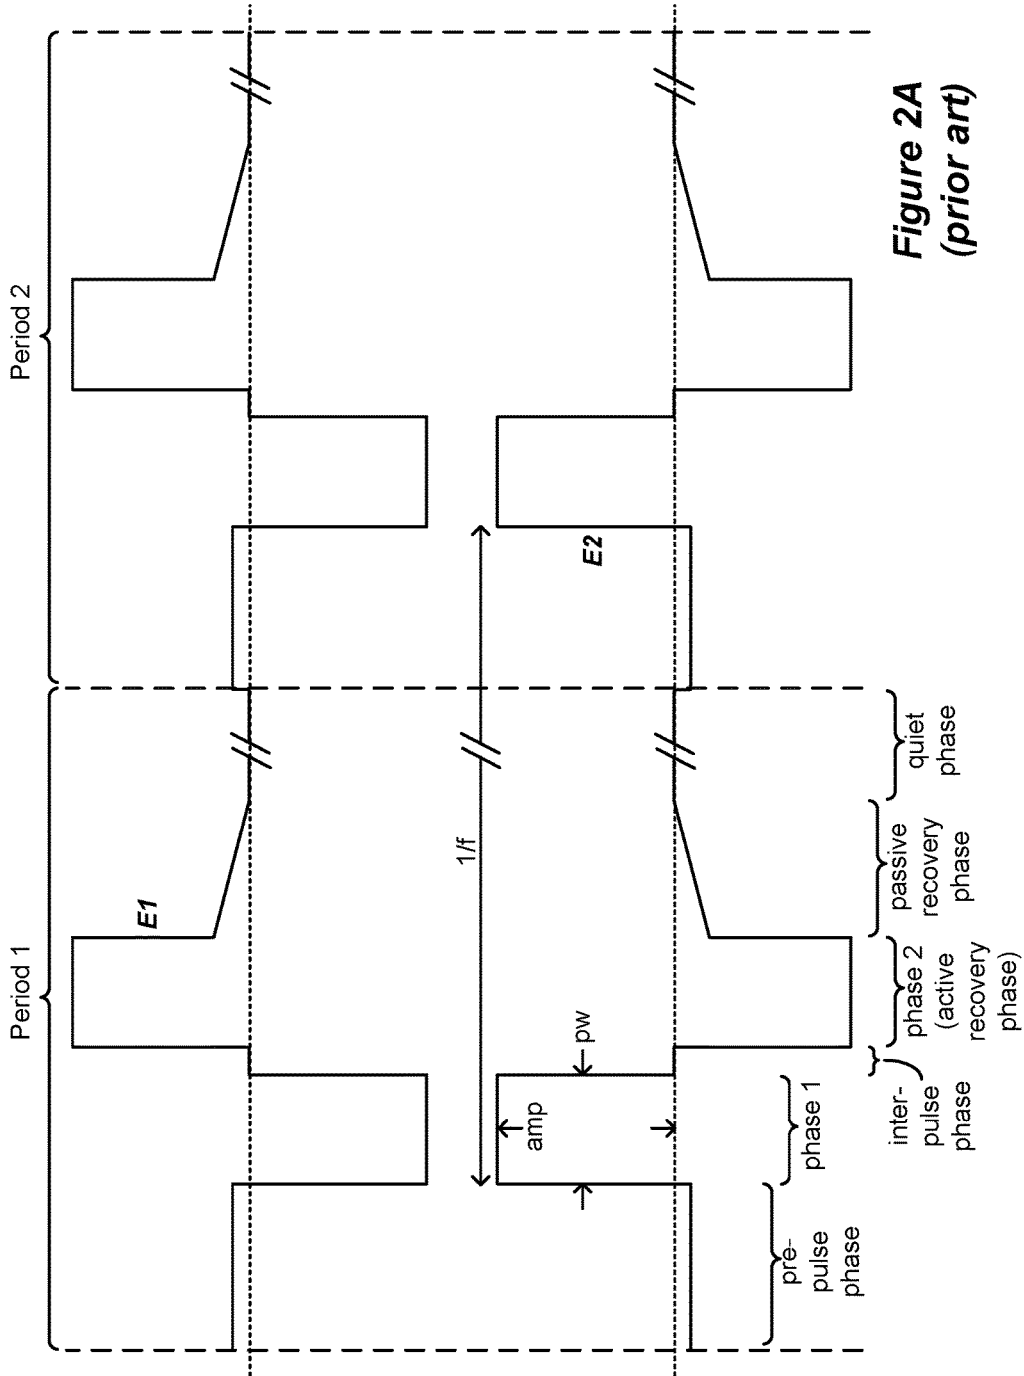 Period 1
Period 2
E1
1/f
E2
amp
pw
pre-
pulse
phase
phase 1
inter-
pulse
phase
phase 2
(active
recovery
phase)
passive
recovery
phase
quiet
phase
Figure 2A
(prior art)